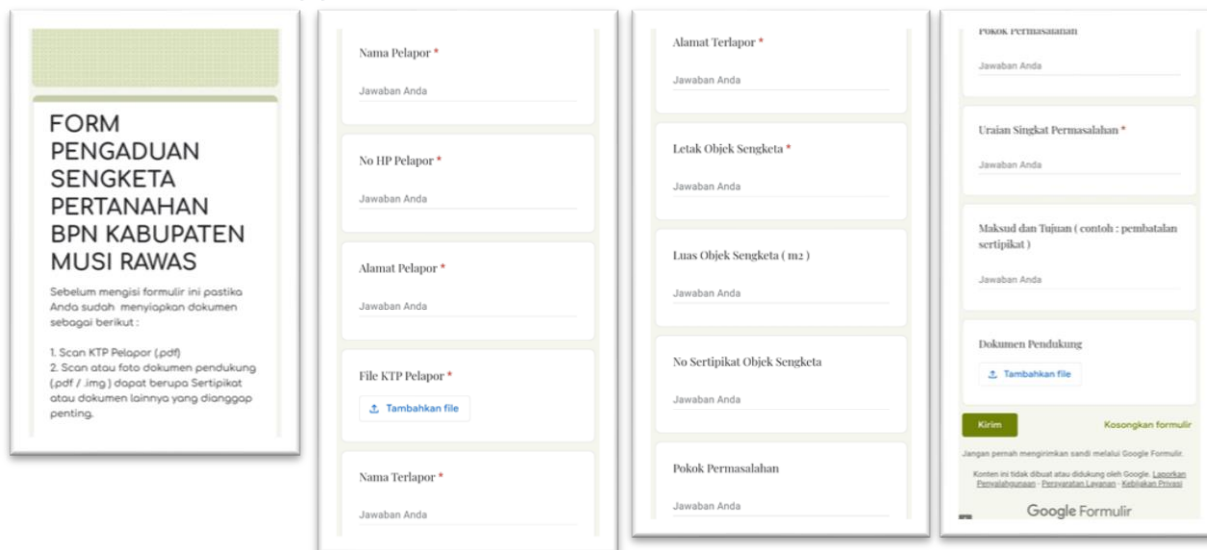 FORM
PENGADUAN
SENGKETA
PERTANAHAN
BPN KABUPATEN
MUSI RAWAS
Sebelum mengisi formulir ini pastika
Anda sudah menyiapkan dokumen
sebagai berikut :
1. Scan KTP Pelapor (.pdf)
2. Scan atau foto dokumen pendukung
(.pdf / .img ) dapat berupa Sertipikat
atau dokumen lainnya yang dianggap
penting.
Nama Pelapor *
Jawaban Anda
No HP Pelapor *
Jawaban Anda
Alamat Pelapor *
Jawaban Anda
File KTP Pelapor *
Tambahkan file
Nama Terlapor *
Jawaban Anda
Alamat Terlapor *
Jawaban Anda
Letak Objek Sengketa *
Jawaban Anda
Luas Objek Sengketa ( m2 )
Jawaban Anda
No Sertipikat Objek Sengketa
Jawaban Anda
Pokok Permasalahan
Jawaban Anda
Pokok Permasalahan
Jawaban Anda
Uraian Singkat Permasalahan *
Jawaban Anda
Maksud dan Tujuan ( contoh : pembatalan
sertipikat )
Jawaban Anda
Dokumen Pendukung
Tambahkan file
Kirim
Kosongkan formulir
Jangan pernah mengirimkan sandi melalui Google Formulir.
Konten ini tidak dibuat atau didukung oleh Google. Laporkan
Penyalahgunaan - Persyaratan Layanan - Kebijakan Privasi
Google Formulir